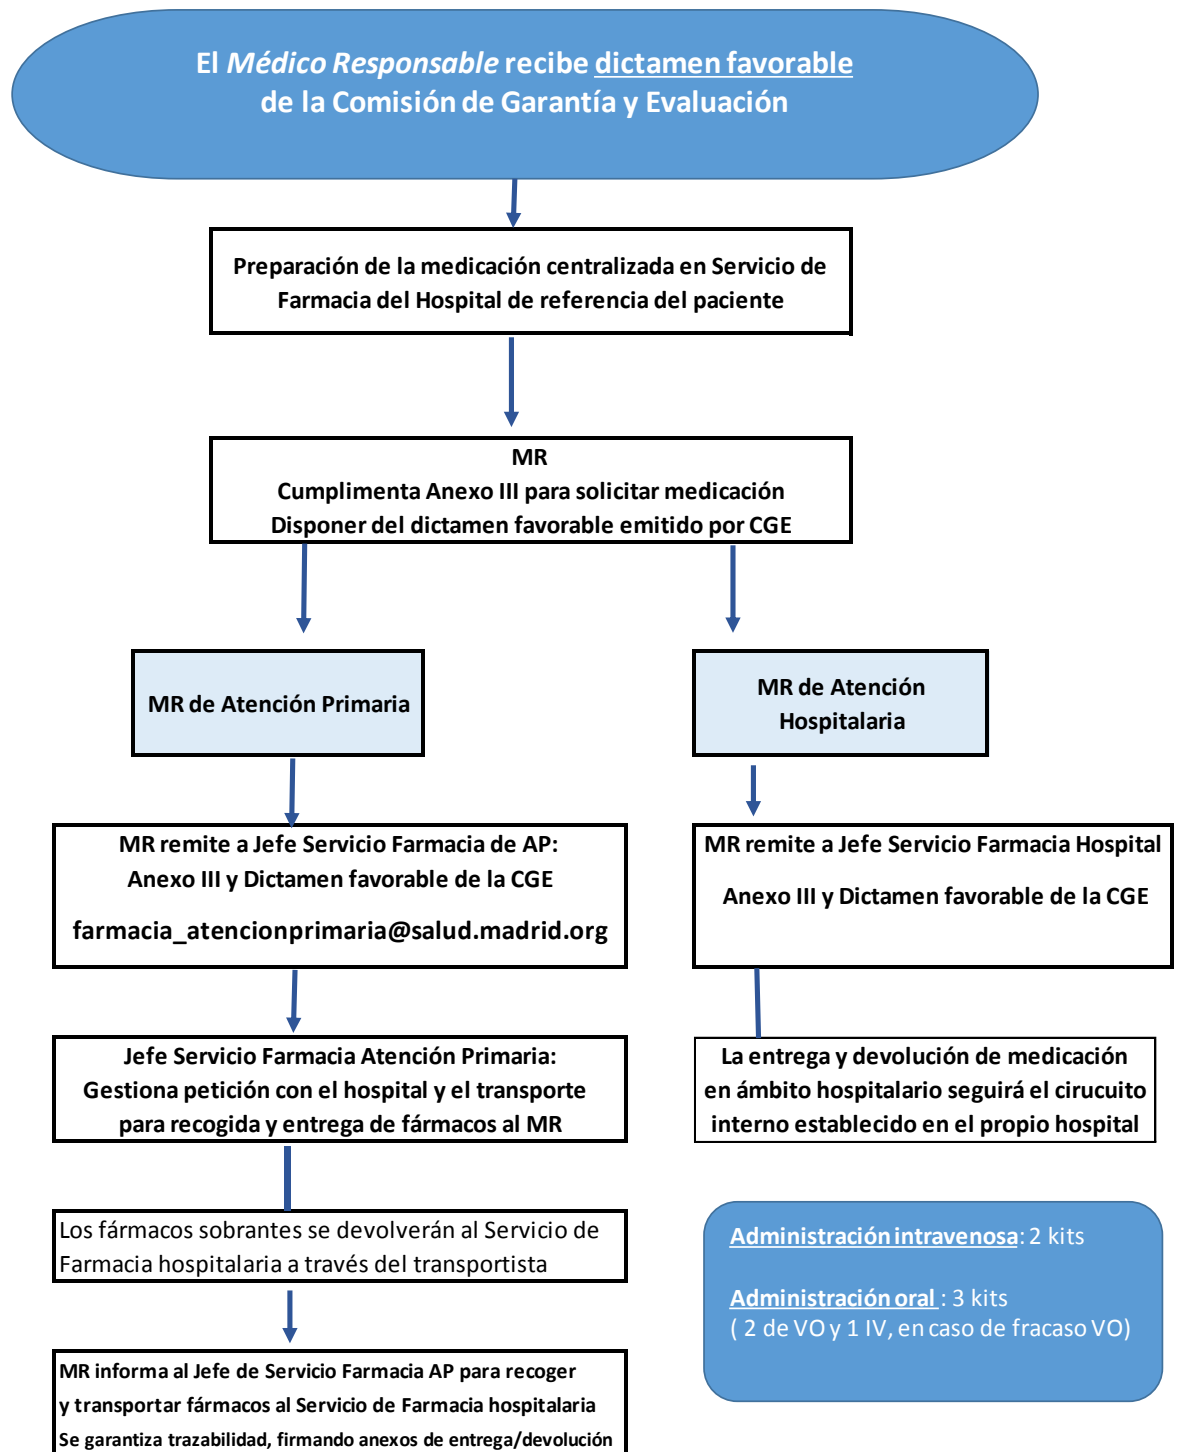 El Médico Responsable recibe dictamen favorable
de la Comisión de Garantía y Evaluación
Preparación de la medicación centralizada en Servicio de
Farmacia del Hospital de referencia del paciente
MR
Cumplimenta Anexo III para solicitar medicación
Disponer del dictamen favorable emitido por CGE
MR de Atención Primaria
MR de Atención
Hospitalaria
MR remite a Jefe Servicio Farmacia de AP:
Anexo III y Dictamen favorable de la CGE
farmacia_atencionprimaria@salud.madrid.org
MR remite a Jefe Servicio Farmacia Hospital
Anexo III y Dictamen favorable de la CGE
Jefe Servicio Farmacia Atención Primaria:
Gestiona petición con el hospital y el transporte
para recogida y entrega de fármacos al MR
La entrega y devolución de medicación
en ámbito hospitalario seguirá el cirucuito
interno establecido en el propio hospital
Los fármacos sobrantes se devolverán al Servicio de
Farmacia hospitalaria a través del transportista
Administración intravenosa: 2 kits
Administración oral : 3 kits
( 2 de VO y 1 IV, en caso de fracaso VO)
MR informa al Jefe de Servicio Farmacia AP para recoger
y transportar fármacos al Servicio de Farmacia hospitalaria
Se garantiza trazabilidad, firmando anexos de entrega/devolución